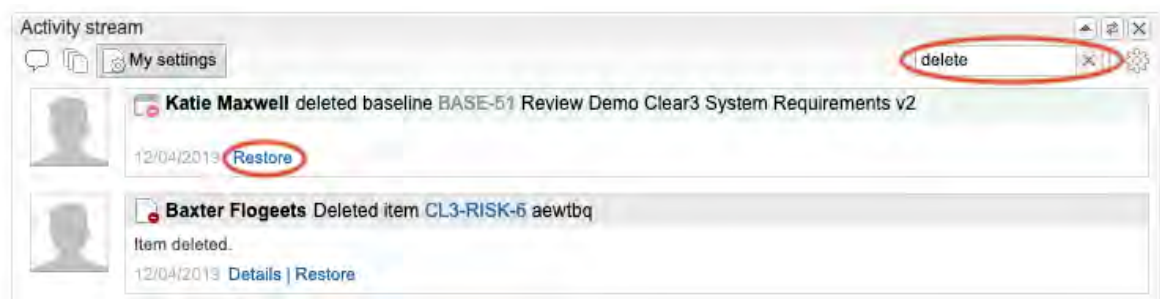 Activity stream
My settings
delete
Katie Maxwell deleted baseline BASE-51 Review Demo Clear3 System Requirements v2
12/04/2013 Restore
Baxter Flogeets Deleted item CL3-RISK-6 aewtbq
Item deleted.
12/04/2013 Details | Restore